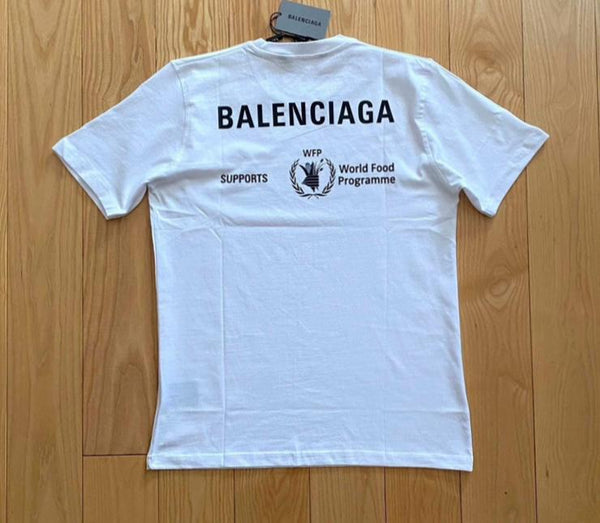 BALENCIAGA
BALENCIAGA
WFP
SUPPORTS
World Food
Programme